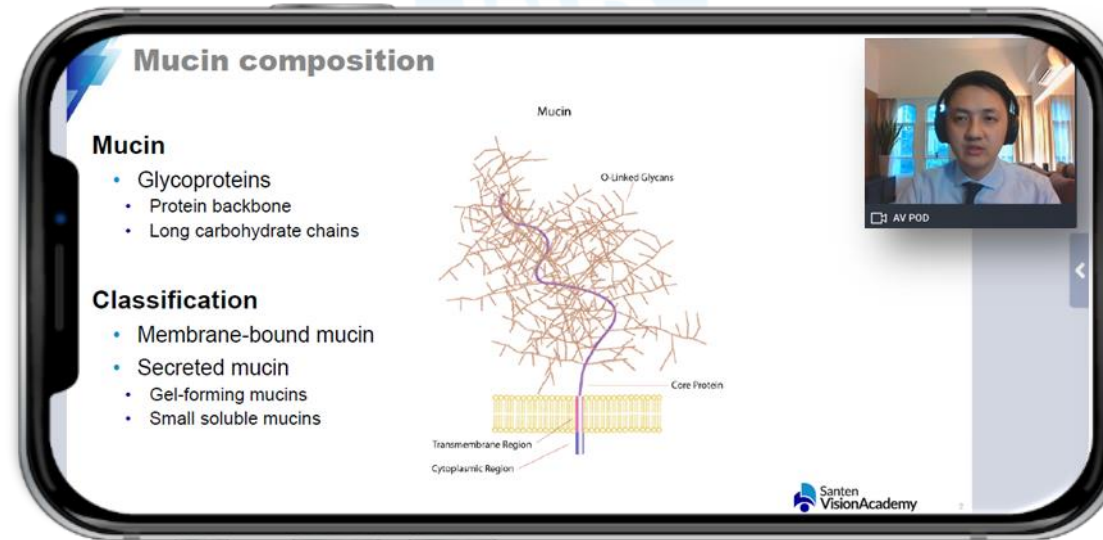 Mucin composition
Mucin
Glycoproteins
Protein backbone
Long carbohydrate chains
Classification
Membrane-bound mucin
Secreted mucin
Gel-forming mucins
Small soluble mucins
Mucin
O-Linked Glycans
Core Protein
Transmembrane Region
Cytoplasmic Region
AV POD
Santen
VisionAcademy
2